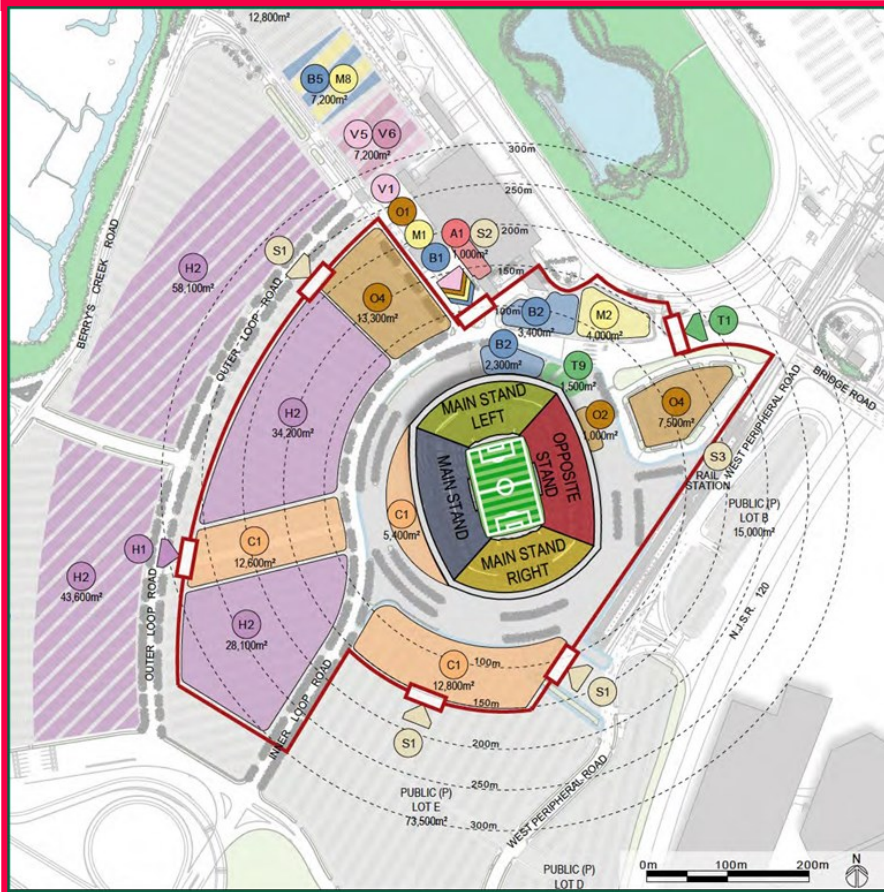 12,800m²
B5
M8
7,200m²
V5
V6
7,200m²
V1
O1
M1
B1
A1
S2
1,000m²
300m
250m
200m
150m
100m
S1
H2
58,100m²
BERRY'S CREEK ROAD
OUTER LOOP ROAD
O4
13,300m²
B2
3,400m²
M2
4,000m²
T1
BRIDGE ROAD
B2
2,300m²
T9
1,500m²
O2
1,000m²
O4
7,500m²
WEST PERIPHERAL ROAD
S3
RAIL
STATION
PUBLIC (P)
LOT B
15,000m²
N.J.S.R. 120
H2
34,200m²
MAIN STAND
LEFT
MAIN STAND
OPPOSITE
STAND
MAIN STAND
RIGHT
C1
5,400m²
C1
12,600m²
H1
H2
43,600m²
OUTER LOOP ROAD
H2
28,100m²
INNER LOOP ROAD
C1
12,800m²
100m
150m
200m
250m
300m
S1
S1
PUBLIC (P)
LOT E
73,500m²
WEST PERIPHERAL ROAD
PUBLIC (P)
LOT D
0m 100m 200m
N